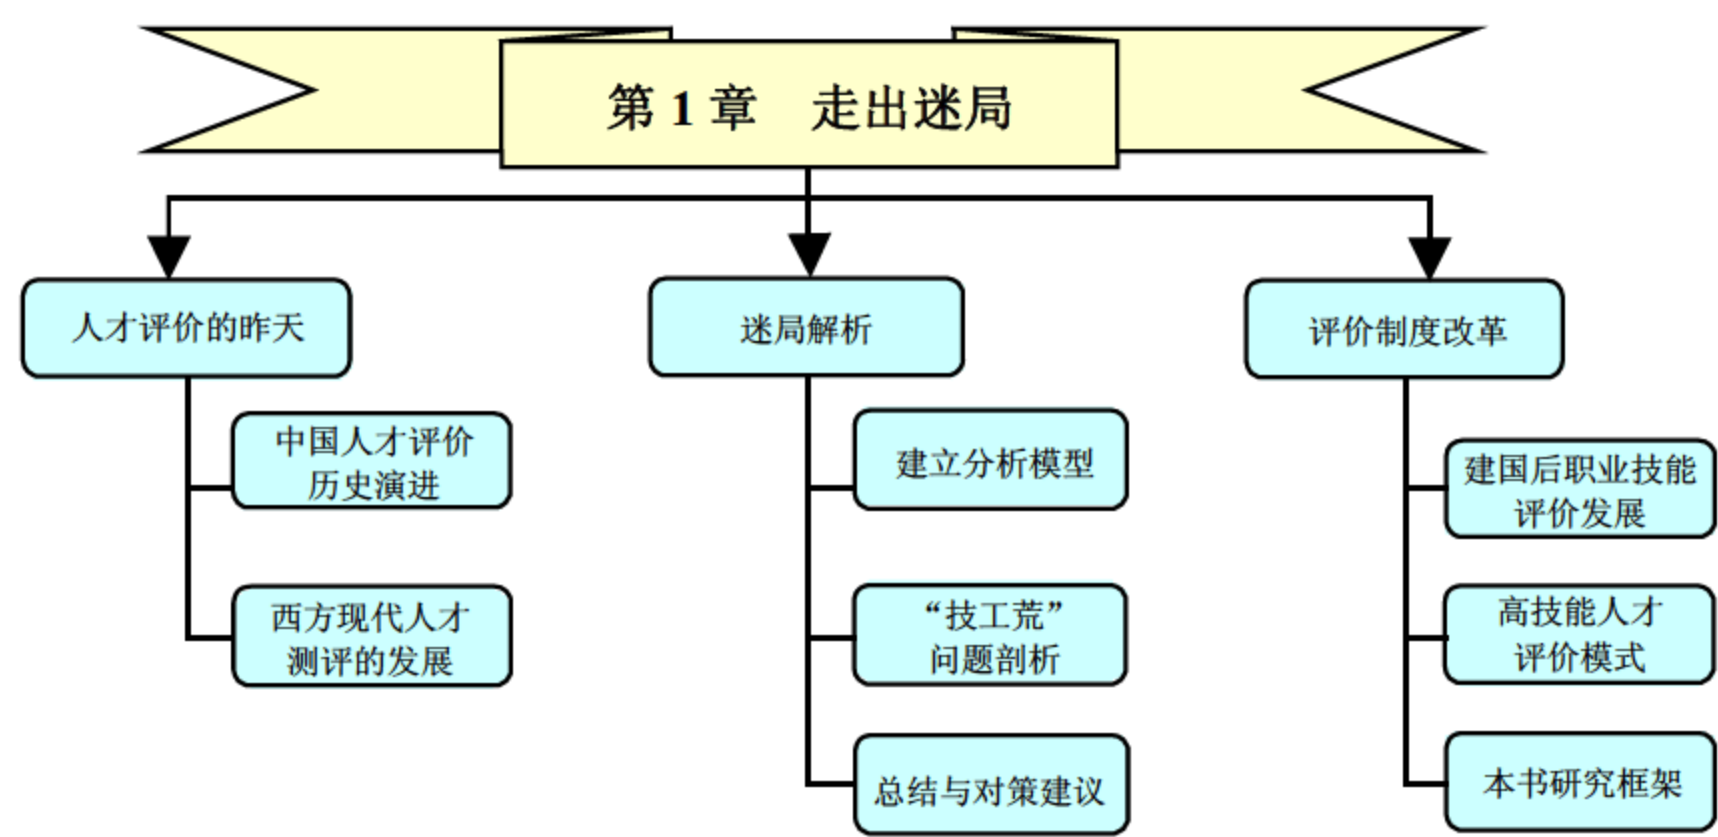 第 1 章　走出迷局
人才评价的昨天
中国人才评价
历史演进
西方现代人才
测评的发展
迷局解析
建立分析模型
“技工荒”
问题剖析
总结与对策建议
评价制度改革
建国后职业技能
评价发展
高技能人才
评价模式
本书研究框架